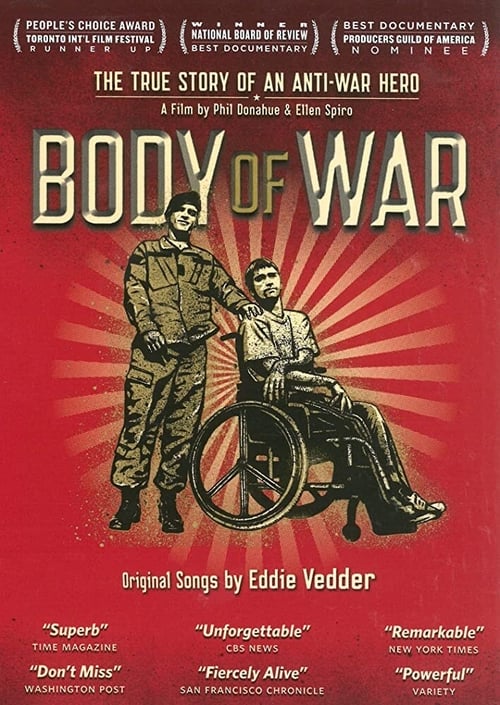 PEOPLE'S CHOICE AWARD
TORONTO INT'L FILM FESTIVAL
RUNNER UP
WINNER
NATIONAL BOARD OF REVIEW
BEST DOCUMENTARY
BEST DOCUMENTARY
PRODUCERS GUILD OF AMERICA
NOMINEE
THE TRUE STORY OF AN ANTI-WAR HERO
A Film by Phil Donahue & Ellen Spiro
BODY OF WAR
Original Songs by Eddie Vedder
"Superb"
TIME MAGAZINE
"Unforgettable"
CBS NEWS
"Remarkable"
NEW YORK TIMES
"Don't Miss"
WASHINGTON POST
"Fiercely Alive"
SAN FRANCISCO CHRONICLE
"Powerful"
VARIETY